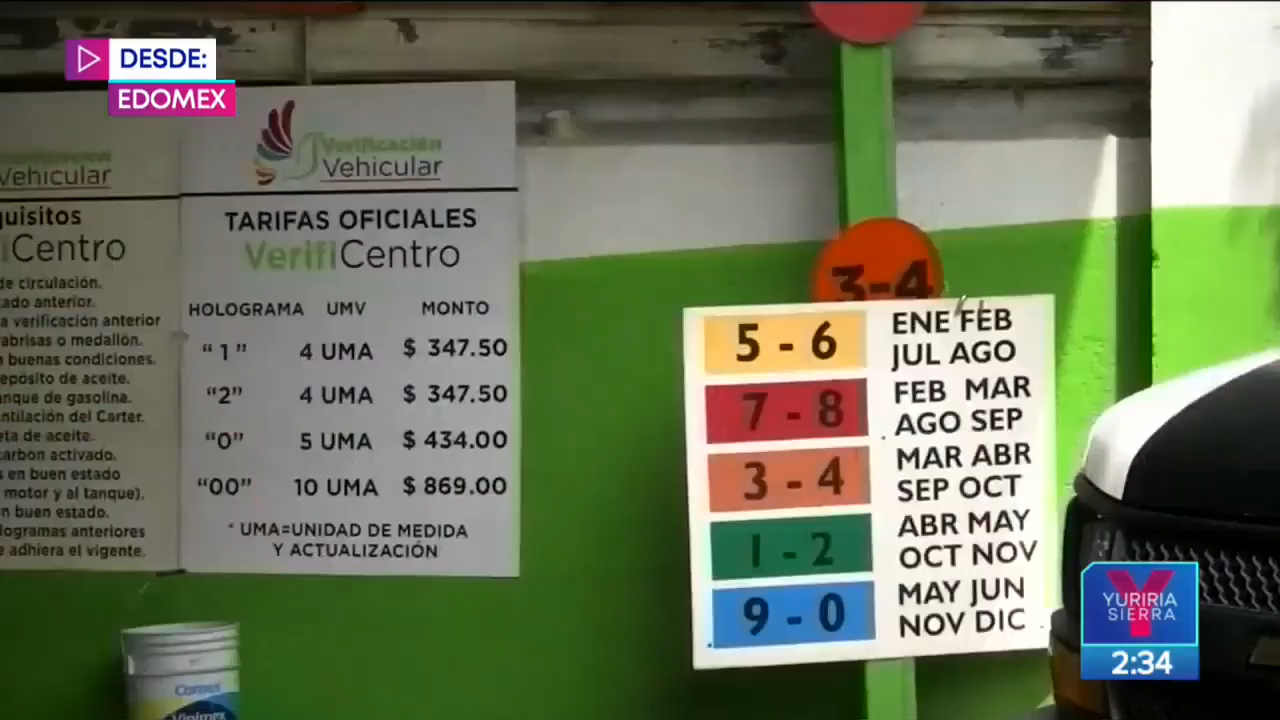 DESDE:
EDOMEX
Vehicular
quisitos
iCentro
de circulación.
ado anterior.
a verificación anterior
abrisas o medallón.
buenas condiciones.
epósito de aceite.
anque de gasolina.
ntilación del Carter.
eta de aceite.
carbon activado.
s en buen estado
motor y al tanque).
n buen estado.
logramas anteriores
e adhiera el vigente.
Verificación
Vehicular
TARIFAS OFICIALES
VerifiCentro
HOLOGRAMA UMV MONTO
"1" 4 UMA $ 347.50
"2" 4 UMA $ 347.50
"0" 5 UMA $ 434.00
"00" 10 UMA $ 869.00
* UMA=UNIDAD DE MEDIDA
Y ACTUALIZACIÓN
3-4
5 - 6 ENE FEB
JUL AGO
7 - 8 FEB MAR
AGO SEP
3 - 4 MAR ABR
SEP OCT
1 - 2 ABR MAY
OCT NOV
9 - 0 MAY JUN
NOV DIC
Comex
Vinimex
YURIRIA
SIERRA
2:34